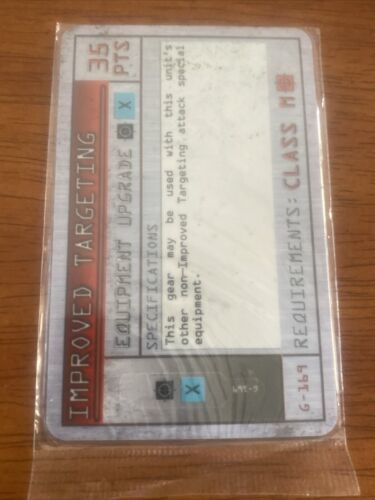 IMPROVED TARGETING
35
PTS
EQUIPMENT UPGRADE X
SPECIFICATIONS
This gear may be used with this unit's
other non-Improved Targeting attack special
equipment.
X
G-169
G-169
REQUIREMENTS: CLASS M